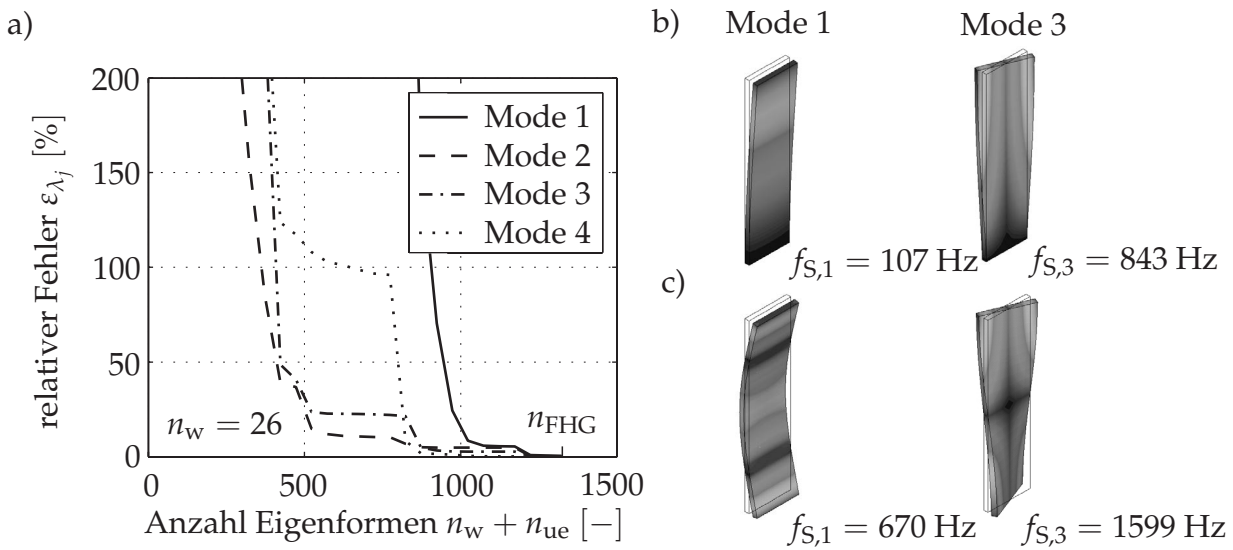 a)
200
150
100
50
0
relativer Fehler ε_{λ_j} [%]
Mode 1
Mode 2
Mode 3
Mode 4
n_w = 26
n_FHG
0 500 1000 1500
Anzahl Eigenformen n_w + n_ue [−]
b) Mode 1 Mode 3
f_{S,1} = 107 Hz f_{S,3} = 843 Hz
c)
f_{S,1} = 670 Hz f_{S,3} = 1599 Hz